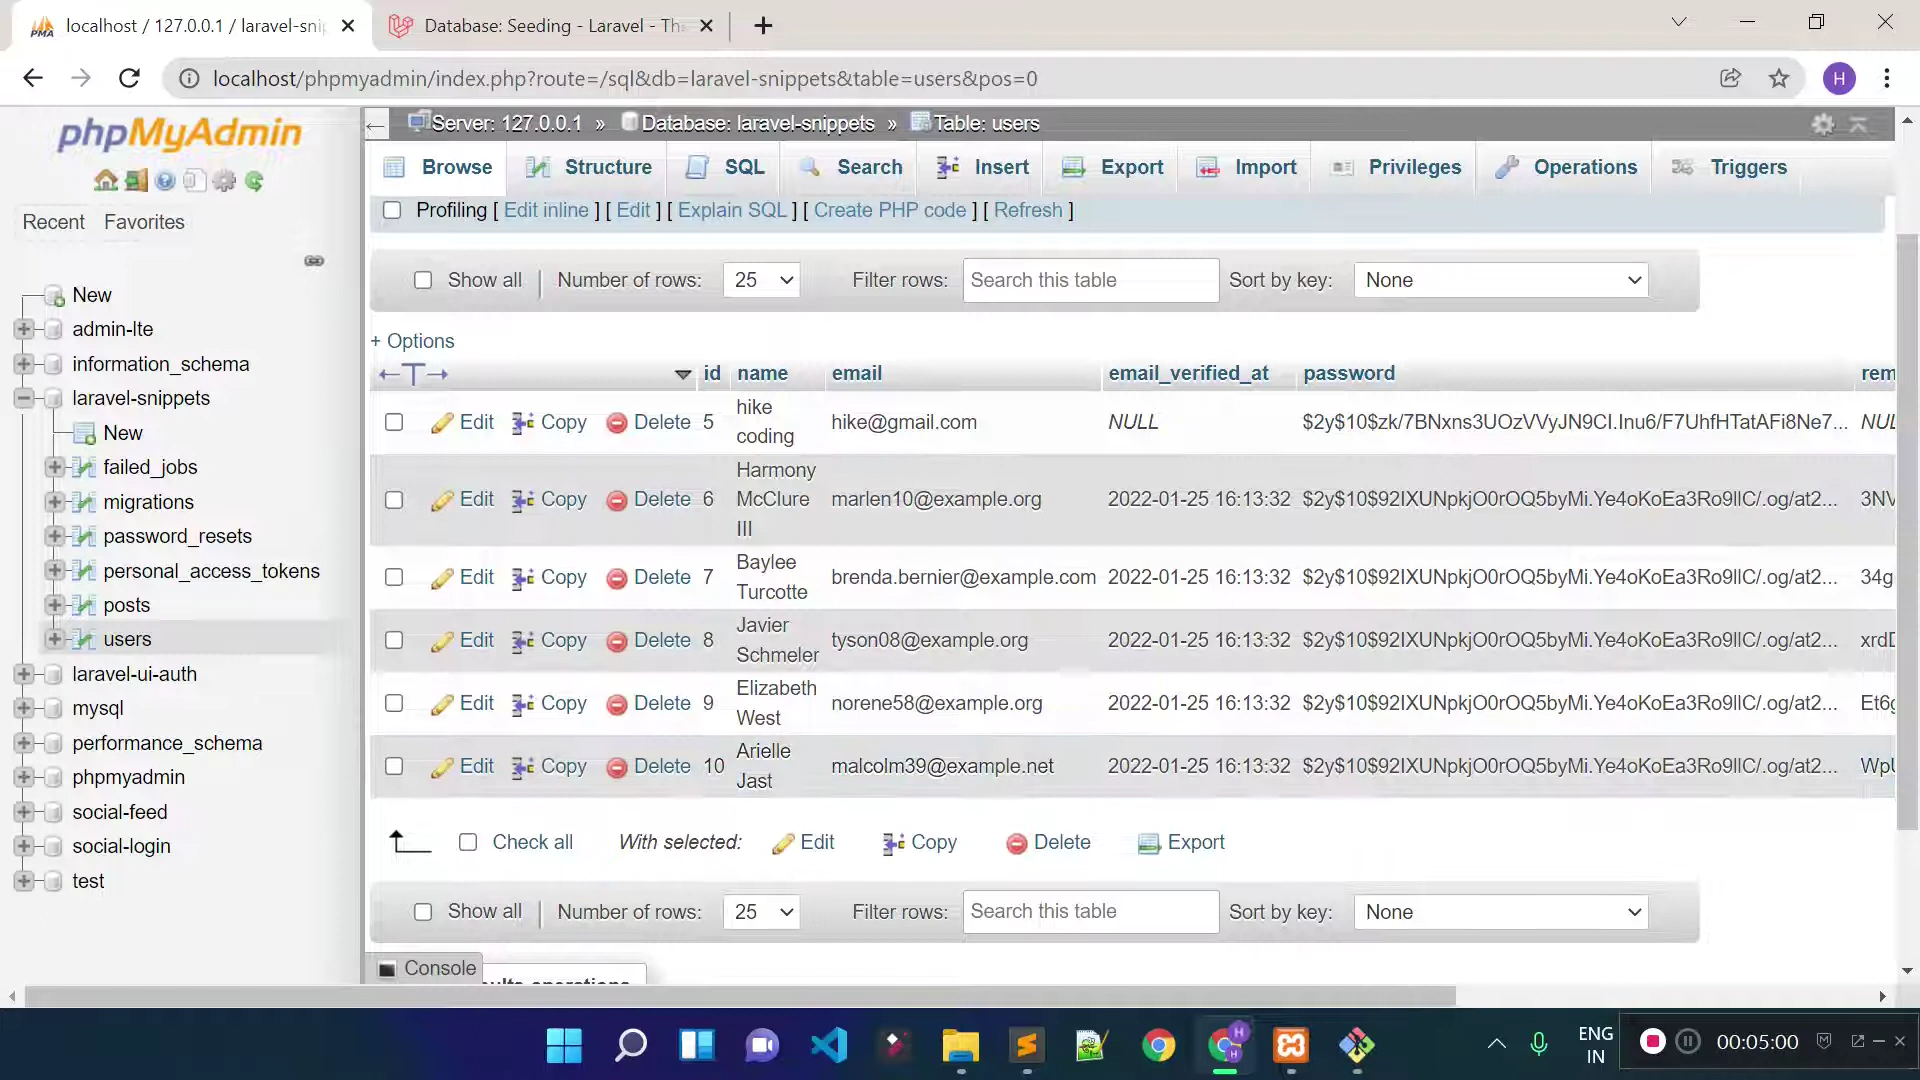 localhost / 127.0.0.1 / laravel-snip
Database: Seeding - Laravel - Th
localhost/phpmyadmin/index.php?route=/sql&db=laravel-snippets&table=users&pos=0
H
phpMyAdmin
Recent Favorites
New
admin-lte
information_schema
laravel-snippets
New
failed_jobs
migrations
password_resets
personal_access_tokens
posts
users
laravel-ui-auth
mysql
performance_schema
phpmyadmin
social-feed
social-login
test
Server: 127.0.0.1 » Database: laravel-snippets » Table: users
Browse Structure SQL Search Insert Export Import Privileges Operations Triggers
Profiling [ Edit inline ] [ Edit ] [ Explain SQL ] [ Create PHP code ] [ Refresh ]
Show all | Number of rows: 25 Filter rows: Search this table Sort by key: None
+ Options
←T→ id name email email_verified_at password rem
Edit Copy Delete 5 hike coding hike@gmail.com NULL $2y$10$zk/7BNxns3UOzVVyJN9CI.Inu6/F7UhfHTatAFi8Ne7... NUL
Edit Copy Delete 6 Harmony McClure III marlen10@example.org 2022-01-25 16:13:32 $2y$10$92IXUNpkjO0rOQ5byMi.Ye4oKoEa3Ro9llC/.og/at2... 3NV
Edit Copy Delete 7 Baylee Turcotte brenda.bernier@example.com 2022-01-25 16:13:32 $2y$10$92IXUNpkjO0rOQ5byMi.Ye4oKoEa3Ro9llC/.og/at2... 34g
Edit Copy Delete 8 Javier Schmeler tyson08@example.org 2022-01-25 16:13:32 $2y$10$92IXUNpkjO0rOQ5byMi.Ye4oKoEa3Ro9llC/.og/at2... xrdD
Edit Copy Delete 9 Elizabeth West norene58@example.org 2022-01-25 16:13:32 $2y$10$92IXUNpkjO0rOQ5byMi.Ye4oKoEa3Ro9llC/.og/at2... Et6g
Edit Copy Delete 10 Arielle Jast malcolm39@example.net 2022-01-25 16:13:32 $2y$10$92IXUNpkjO0rOQ5byMi.Ye4oKoEa3Ro9llC/.og/at2... WpU
Check all With selected: Edit Copy Delete Export
Show all | Number of rows: 25 Filter rows: Search this table Sort by key: None
Console
operations
ENG
IN
00:05:00